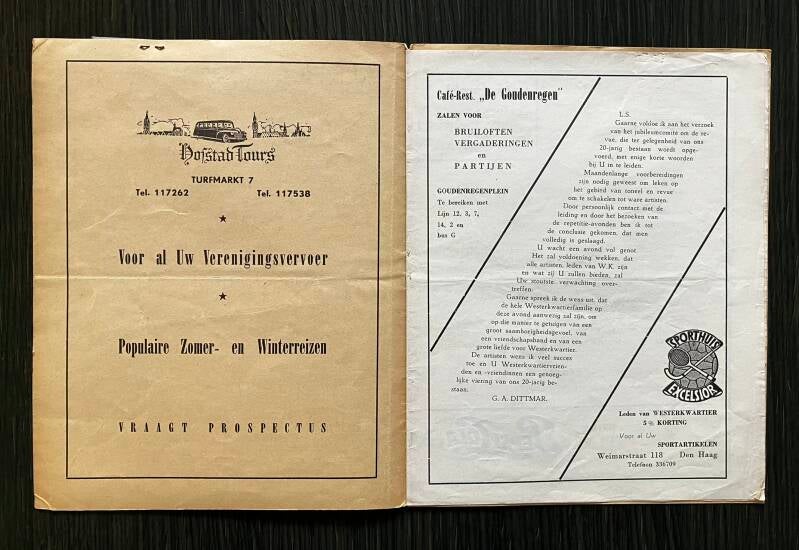 Hofstad Tours
TURFMARKT 7
Tel. 117262 Tel. 117538
★
Voor al Uw Verenigingsvervoer
★
Populaire Zomer- en Winterreizen
VRAAGT PROSPECTUS
Café-Rest. „De Goudenregen"
ZALEN VOOR
BRUILOFTEN
VERGADERINGEN
en
PARTIJEN
GOUDENREGENPLEIN
Te bereiken met
Lijn 12, 3, 7,
14, 2 en
bus G
L.S.
Gaarne voldoe ik aan het verzoek
van het jubileumcomité om de re-
vue, die ter gelegenheid van ons
20-jarig bestaan wordt opge-
voerd, met enige korte woorden
bij U in te leiden.
Maandenlange voorbereidingen
zijn nodig geweest om leken op
het gebied van toneel en revue
om te schakelen tot ware artisten.
Door persoonlijk contact met de
leiding en door het bezoeken van
de repetitie-avonden ben ik tot
de conclusie gekomen, dat men
volledig is geslaagd.
U wacht een avond vol genot
Het zal voldoening wekken, dat
alle artisten, leden van W.K. zijn
en wat zij U zullen bieden, zal
Uw stoutste verwachting over-
treffen.
Gaarne spreek ik de wens uit, dat
de hele Westerkwartierfamilie op
deze avond aanwezig zal zijn, om
op die manier te getuigen van een
groot saamhorigheidsgevoel, van
een vriendschapsband en van een
grote liefde voor Westerkwartier.
De artisten wens ik veel succes
toe en U Westerkwartiervrien-
den en -vriendinnen een genoeg-
lijke viering van ons 20-jarig be-
staan.
G. A. DITTMAR.
SPORTHUIS
EXCELSIOR
Leden van WESTERKWARTIER
5 % KORTING
Voor al Uw
SPORTARTIKELEN
Weimarstraat 118 Den Haag
Telefoon 336709